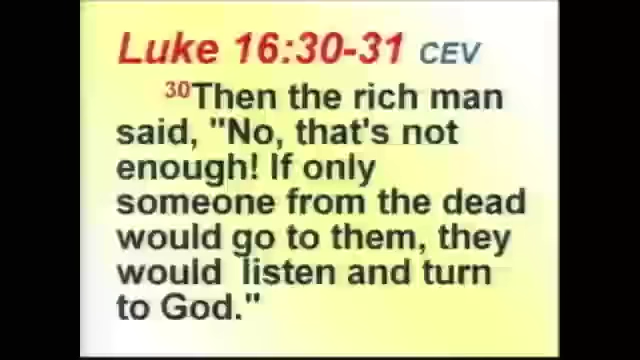 Luke 16:30-31 CEV
30Then the rich man
said, "No, that's not
enough! If only
someone from the dead
would go to them, they
would listen and turn
to God."